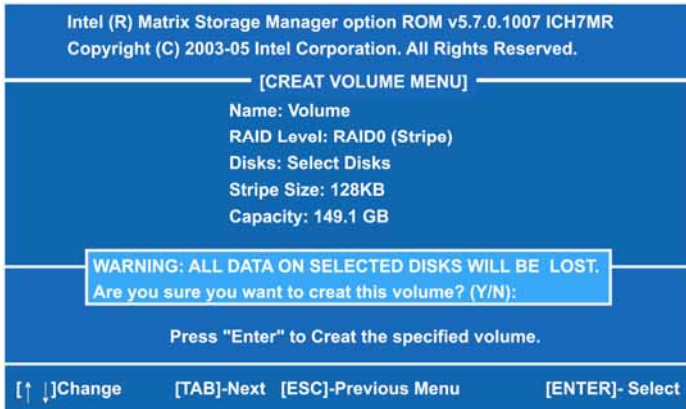 Intel (R) Matrix Storage Manager option ROM v5.7.0.1007 ICH7MR
Copyright (C) 2003-05 Intel Corporation. All Rights Reserved.
[CREAT VOLUME MENU]
Name: Volume
RAID Level: RAID0 (Stripe)
Disks: Select Disks
Stripe Size: 128KB
Capacity: 149.1 GB
WARNING: ALL DATA ON SELECTED DISKS WILL BE LOST.
Are you sure you want to creat this volume? (Y/N):
Press "Enter" to Creat the specified volume.
[↑ ↓]Change [TAB]-Next [ESC]-Previous Menu [ENTER]- Select